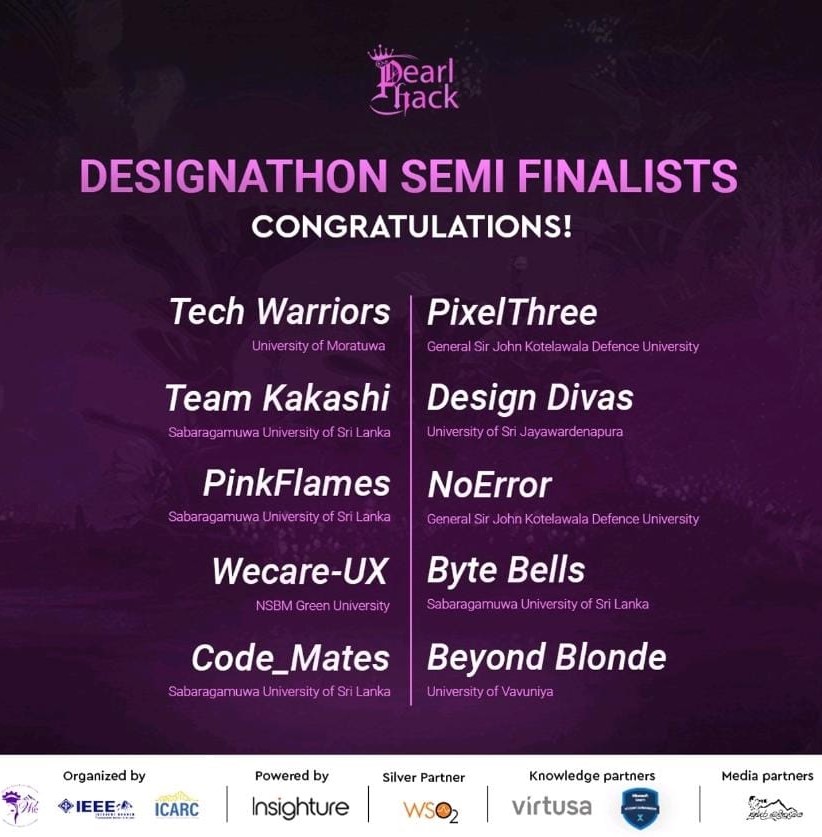 Pearl
hack
DESIGNATHON SEMI FINALISTS
CONGRATULATIONS!
Tech Warriors
University of Moratuwa
Team Kakashi
Sabaragamuwa University of Sri Lanka
PinkFlames
Sabaragamuwa University of Sri Lanka
Wecare-UX
NSBM Green University
Code_Mates
Sabaragamuwa University of Sri Lanka
PixelThree
General Sir John Kotelawala Defence University
Design Divas
University of Sri Jayawardenapura
NoError
General Sir John Kotelawala Defence University
Byte Bells
Sabaragamuwa University of Sri Lanka
Beyond Blonde
University of Vavuniya
Organized by
WIE
IEEE
ICARC
Powered by
Insighture
Silver Partner
WSO2
Knowledge partners
virtusa
Media partners